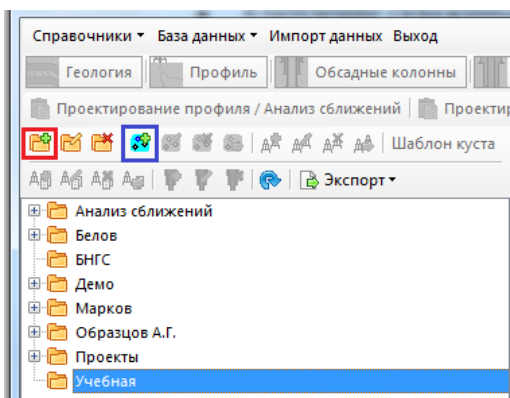 Справочники База данных Импорт данных Выход
Геология Профиль Обсадные колонны
Проектирование профиля / Анализ сближений Проектир
Шаблон куста
Экспорт
Анализ сближений
Белов
БНГС
Демо
Марков
Образцов А.Г.
Проекты
Учебная